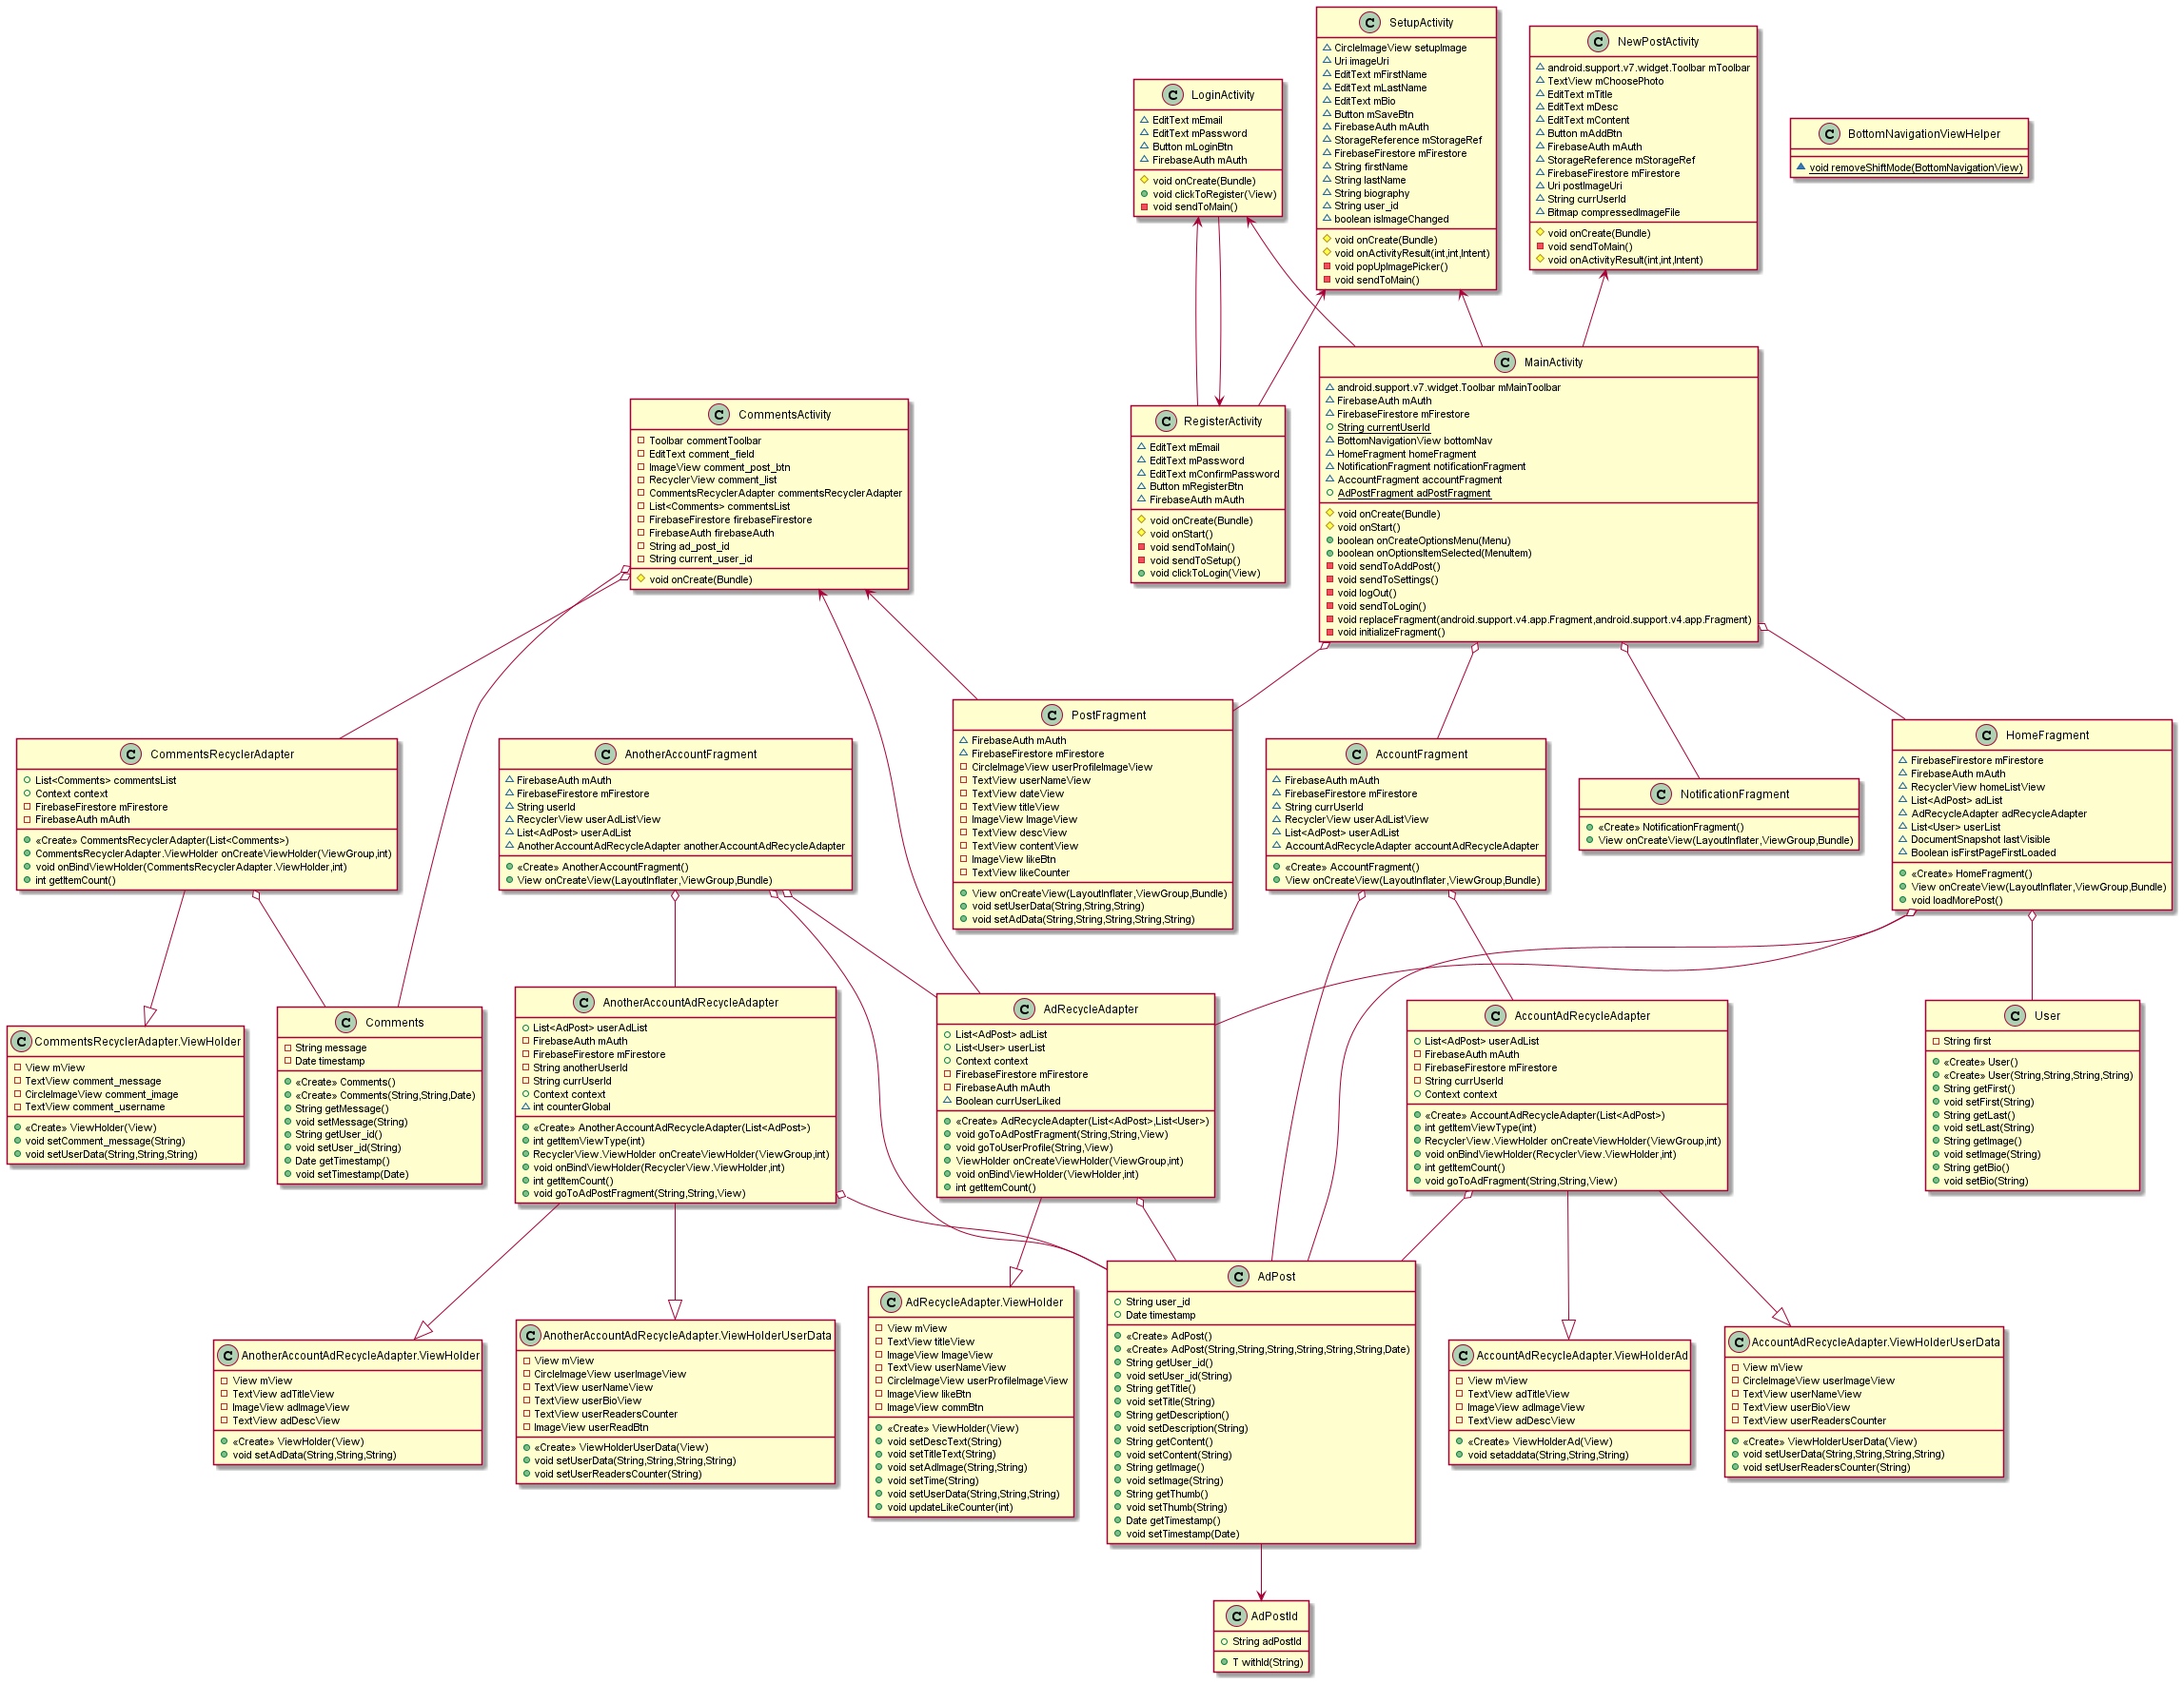 SetupActivity
CircleImageView setupImage
Uri imageUri
EditText mFirstName
EditText mLastName
EditText mBio
Button mSaveBtn
FirebaseAuth mAuth
StorageReference mStorageRef
FirebaseFirestore mFirestore
String firstName
String lastName
String biography
String user_id
boolean isImageChanged
void onCreate(Bundle)
void onActivityResult(int,int,Intent)
void popUpImagePicker()
void sendToMain()
NewPostActivity
android.support.v7.widget.Toolbar mToolbar
TextView mChoosePhoto
EditText mTitle
EditText mDesc
EditText mContent
Button mAddBtn
FirebaseAuth mAuth
StorageReference mStorageRef
FirebaseFirestore mFirestore
Uri postImageUri
String currUserId
Bitmap compressedImageFile
void onCreate(Bundle)
void sendToMain()
void onActivityResult(int,int,Intent)
LoginActivity
EditText mEmail
EditText mPassword
Button mLoginBtn
FirebaseAuth mAuth
void onCreate(Bundle)
void clickToRegister(View)
void sendToMain()
BottomNavigationViewHelper
void removeShiftMode(BottomNavigationView)
MainActivity
android.support.v7.widget.Toolbar mMainToolbar
FirebaseAuth mAuth
FirebaseFirestore mFirestore
String currentUserId
BottomNavigationView bottomNav
HomeFragment homeFragment
NotificationFragment notificationFragment
AccountFragment accountFragment
AdPostFragment adPostFragment
void onCreate(Bundle)
void onStart()
boolean onCreateOptionsMenu(Menu)
boolean onOptionsItemSelected(MenuItem)
void sendToAddPost()
void sendToSettings()
void logOut()
void sendToLogin()
void replaceFragment(android.support.v4.app.Fragment,android.support.v4.app.Fragment)
void initializeFragment()
CommentsActivity
Toolbar commentToolbar
EditText comment_field
ImageView comment_post_btn
RecyclerView comment_list
CommentsRecyclerAdapter commentsRecyclerAdapter
List<Comments> commentsList
FirebaseFirestore firebaseFirestore
FirebaseAuth firebaseAuth
String ad_post_id
String current_user_id
void onCreate(Bundle)
RegisterActivity
EditText mEmail
EditText mPassword
EditText mConfirmPassword
Button mRegisterBtn
FirebaseAuth mAuth
void onCreate(Bundle)
void onStart()
void sendToMain()
void sendToSetup()
void clickToLogin(View)
CommentsRecyclerAdapter
List<Comments> commentsList
Context context
FirebaseFirestore mFirestore
FirebaseAuth mAuth
«Create» CommentsRecyclerAdapter(List<Comments>)
CommentsRecyclerAdapter.ViewHolder onCreateViewHolder(ViewGroup,int)
void onBindViewHolder(CommentsRecyclerAdapter.ViewHolder,int)
int getItemCount()
AnotherAccountFragment
FirebaseAuth mAuth
FirebaseFirestore mFirestore
String userId
RecyclerView userAdListView
List<AdPost> userAdList
AnotherAccountAdRecycleAdapter anotherAccountAdRecycleAdapter
«Create» AnotherAccountFragment()
View onCreateView(LayoutInflater,ViewGroup,Bundle)
PostFragment
FirebaseAuth mAuth
FirebaseFirestore mFirestore
CircleImageView userProfileImageView
TextView userNameView
TextView dateView
TextView titleView
ImageView ImageView
TextView descView
TextView contentView
ImageView likeBtn
TextView likeCounter
View onCreateView(LayoutInflater,ViewGroup,Bundle)
void setUserData(String,String,String)
void setAdData(String,String,String,String,String)
AccountFragment
FirebaseAuth mAuth
FirebaseFirestore mFirestore
String currUserId
RecyclerView userAdListView
List<AdPost> userAdList
AccountAdRecycleAdapter accountAdRecycleAdapter
«Create» AccountFragment()
View onCreateView(LayoutInflater,ViewGroup,Bundle)
NotificationFragment
«Create» NotificationFragment()
View onCreateView(LayoutInflater,ViewGroup,Bundle)
HomeFragment
FirebaseFirestore mFirestore
FirebaseAuth mAuth
RecyclerView homeListView
List<AdPost> adList
AdRecycleAdapter adRecycleAdapter
List<User> userList
DocumentSnapshot lastVisible
Boolean isFirstPageFirstLoaded
«Create» HomeFragment()
View onCreateView(LayoutInflater,ViewGroup,Bundle)
void loadMorePost()
CommentsRecyclerAdapter.ViewHolder
View mView
TextView comment_message
CircleImageView comment_image
TextView comment_username
«Create» ViewHolder(View)
void setComment_message(String)
void setUserData(String,String,String)
Comments
String message
Date timestamp
«Create» Comments()
«Create» Comments(String,String,Date)
String getMessage()
void setMessage(String)
String getUser_id()
void setUser_id(String)
Date getTimestamp()
void setTimestamp(Date)
AnotherAccountAdRecycleAdapter
List<AdPost> userAdList
FirebaseAuth mAuth
FirebaseFirestore mFirestore
String anotherUserId
String currUserId
Context context
int counterGlobal
«Create» AnotherAccountAdRecycleAdapter(List<AdPost>)
int getItemViewType(int)
RecyclerView.ViewHolder onCreateViewHolder(ViewGroup,int)
void onBindViewHolder(RecyclerView.ViewHolder,int)
int getItemCount()
void goToAdPostFragment(String,String,View)
AdRecycleAdapter
List<AdPost> adList
List<User> userList
Context context
FirebaseFirestore mFirestore
FirebaseAuth mAuth
Boolean currUserLiked
«Create» AdRecycleAdapter(List<AdPost>,List<User>)
void goToAdPostFragment(String,String,View)
void goToUserProfile(String,View)
ViewHolder onCreateViewHolder(ViewGroup,int)
void onBindViewHolder(ViewHolder,int)
int getItemCount()
AccountAdRecycleAdapter
List<AdPost> userAdList
FirebaseAuth mAuth
FirebaseFirestore mFirestore
String currUserId
Context context
«Create» AccountAdRecycleAdapter(List<AdPost>)
int getItemViewType(int)
RecyclerView.ViewHolder onCreateViewHolder(ViewGroup,int)
void onBindViewHolder(RecyclerView.ViewHolder,int)
int getItemCount()
void goToAdFragment(String,String,View)
User
String first
«Create» User()
«Create» User(String,String,String,String)
String getFirst()
void setFirst(String)
String getLast()
void setLast(String)
String getImage()
void setImage(String)
String getBio()
void setBio(String)
AnotherAccountAdRecycleAdapter.ViewHolder
View mView
TextView adTitleView
ImageView adImageView
TextView adDescView
«Create» ViewHolder(View)
void setAdData(String,String,String)
AnotherAccountAdRecycleAdapter.ViewHolderUserData
View mView
CircleImageView userImageView
TextView userNameView
TextView userBioView
TextView userReadersCounter
ImageView userReadBtn
«Create» ViewHolderUserData(View)
void setUserData(String,String,String,String)
void setUserReadersCounter(String)
AdRecycleAdapter.ViewHolder
View mView
TextView titleView
ImageView ImageView
TextView userNameView
CircleImageView userProfileImageView
ImageView likeBtn
ImageView commBtn
«Create» ViewHolder(View)
void setDescText(String)
void setTitleText(String)
void setAdImage(String,String)
void setTime(String)
void setUserData(String,String,String)
void updateLikeCounter(int)
AdPost
String user_id
Date timestamp
«Create» AdPost()
«Create» AdPost(String,String,String,String,String,String,Date)
String getUser_id()
void setUser_id(String)
String getTitle()
void setTitle(String)
String getDescription()
void setDescription(String)
String getContent()
void setContent(String)
String getImage()
void setImage(String)
String getThumb()
void setThumb(String)
Date getTimestamp()
void setTimestamp(Date)
AccountAdRecycleAdapter.ViewHolderAd
View mView
TextView adTitleView
ImageView adImageView
TextView adDescView
«Create» ViewHolderAd(View)
void setaddata(String,String,String)
AccountAdRecycleAdapter.ViewHolderUserData
View mView
CircleImageView userImageView
TextView userNameView
TextView userBioView
TextView userReadersCounter
«Create» ViewHolderUserData(View)
void setUserData(String,String,String,String)
void setUserReadersCounter(String)
AdPostId
String adPostId
T withId(String)